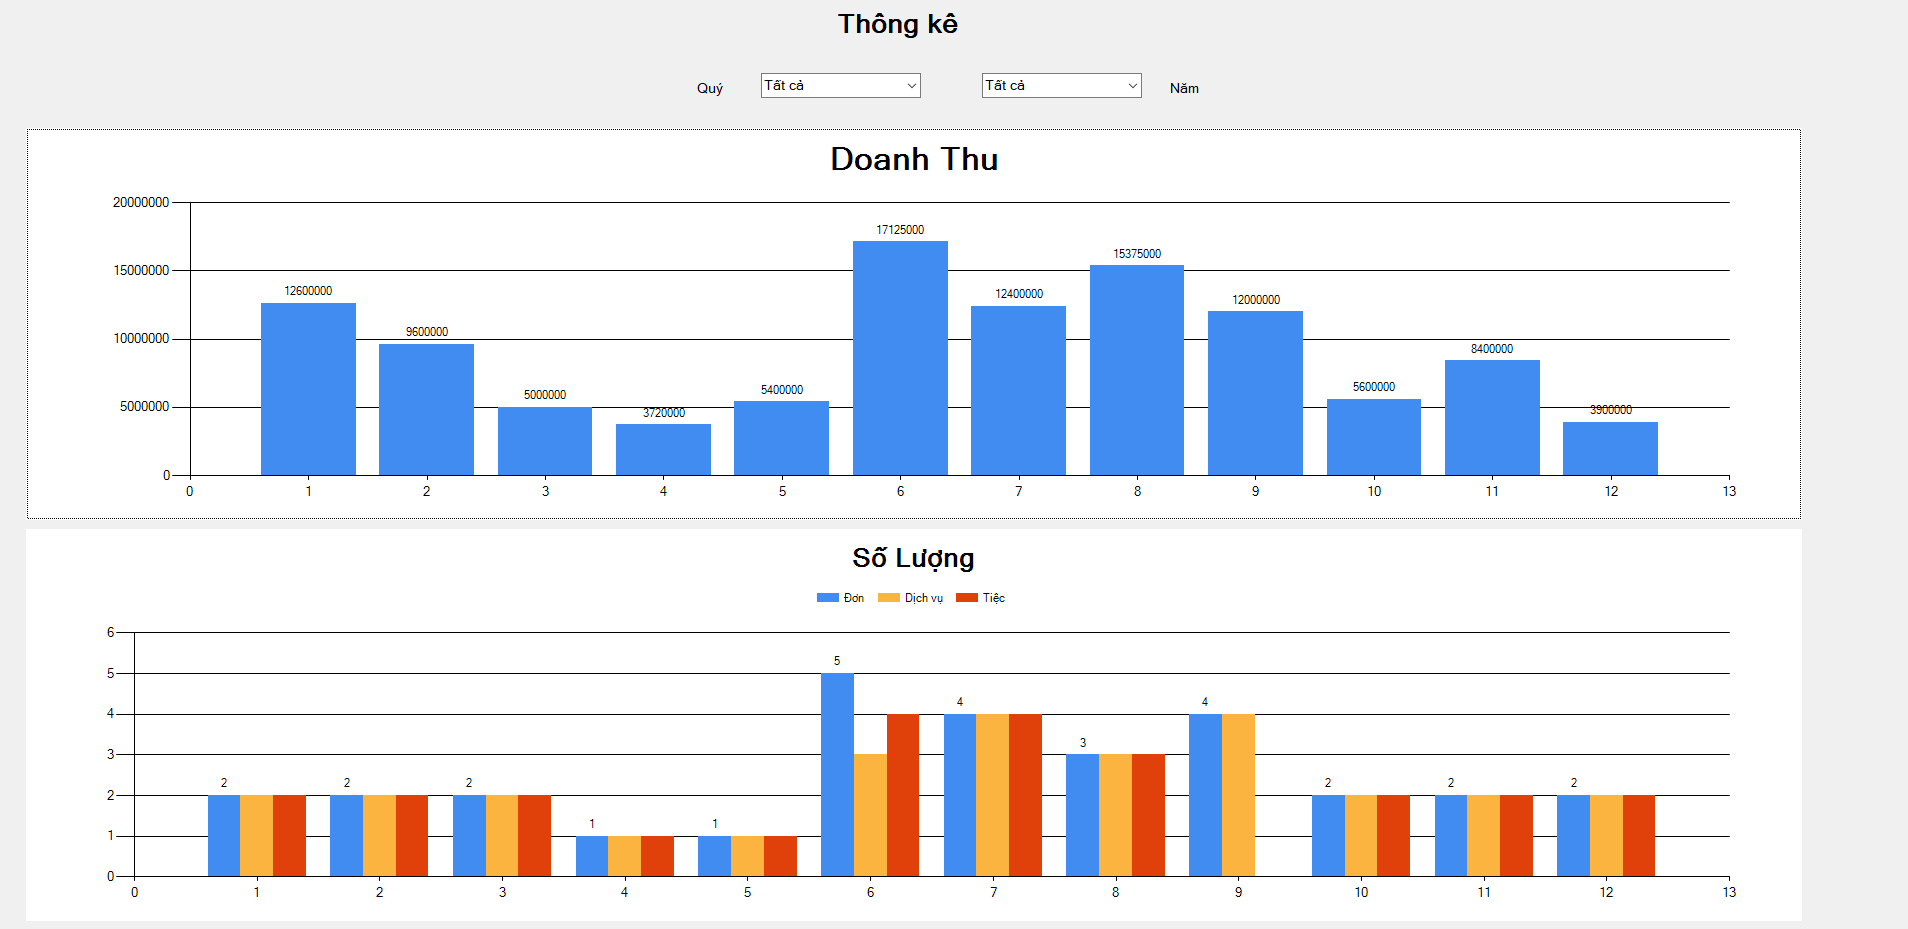 Thông kê
Quý Tất cả Tất cả Năm
Doanh Thu
20000000
17125000
15375000
15000000
12600000 12400000 12000000
10000000
9600000
8400000
5000000 5400000 5600000
5000000
3720000 3900000
0
0 1 2 3 4 5 6 7 8 9 10 11 12 13
Số Lượng
Đơn Dịch vụ Tiệc
6
5
5
4 4
4
3
3
2 2 2 2 2 2
2
1 1
1
0
0 1 2 3 4 5 6 7 8 9 10 11 12 13